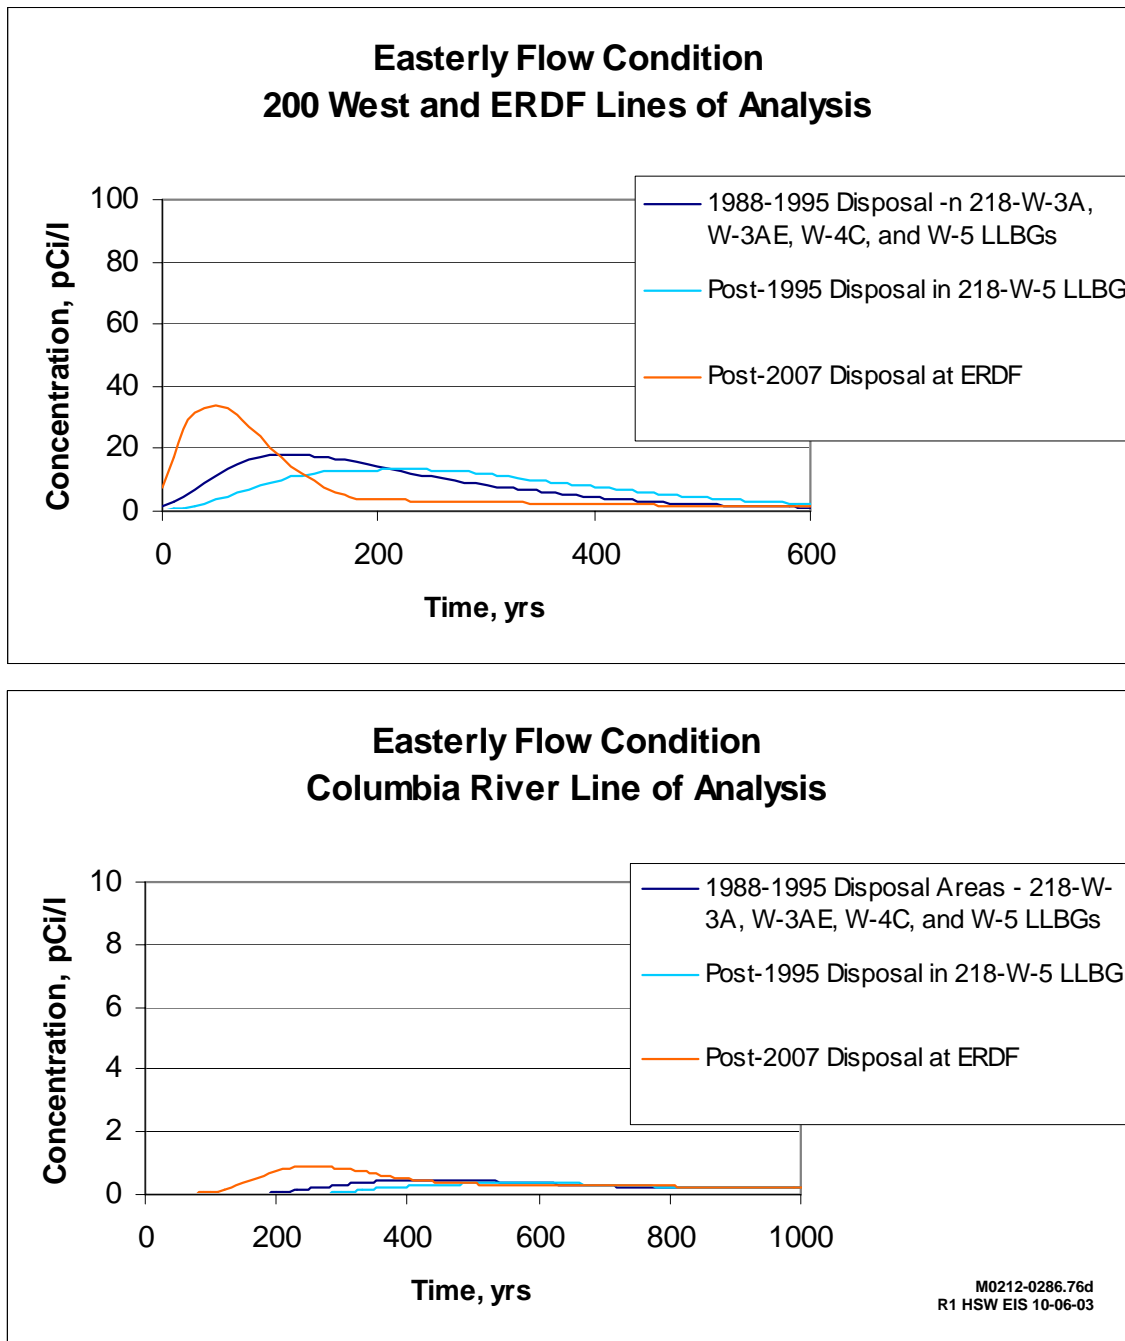 Easterly Flow Condition
200 West and ERDF Lines of Analysis
Concentration, pCi/l
100
80
60
40
20
0
0
200
400
600
Time, yrs
1988-1995 Disposal -n 218-W-3A,
W-3AE, W-4C, and W-5 LLBGs
Post-1995 Disposal in 218-W-5 LLBG
Post-2007 Disposal at ERDF
Easterly Flow Condition
Columbia River Line of Analysis
Concentration, pCi/l
10
8
6
4
2
0
0
200
400
600
800
1000
Time, yrs
1988-1995 Disposal Areas - 218-W-
3A, W-3AE, W-4C, and W-5 LLBGs
Post-1995 Disposal in 218-W-5 LLBG
Post-2007 Disposal at ERDF
M0212-0286.76d
R1 HSW EIS 10-06-03